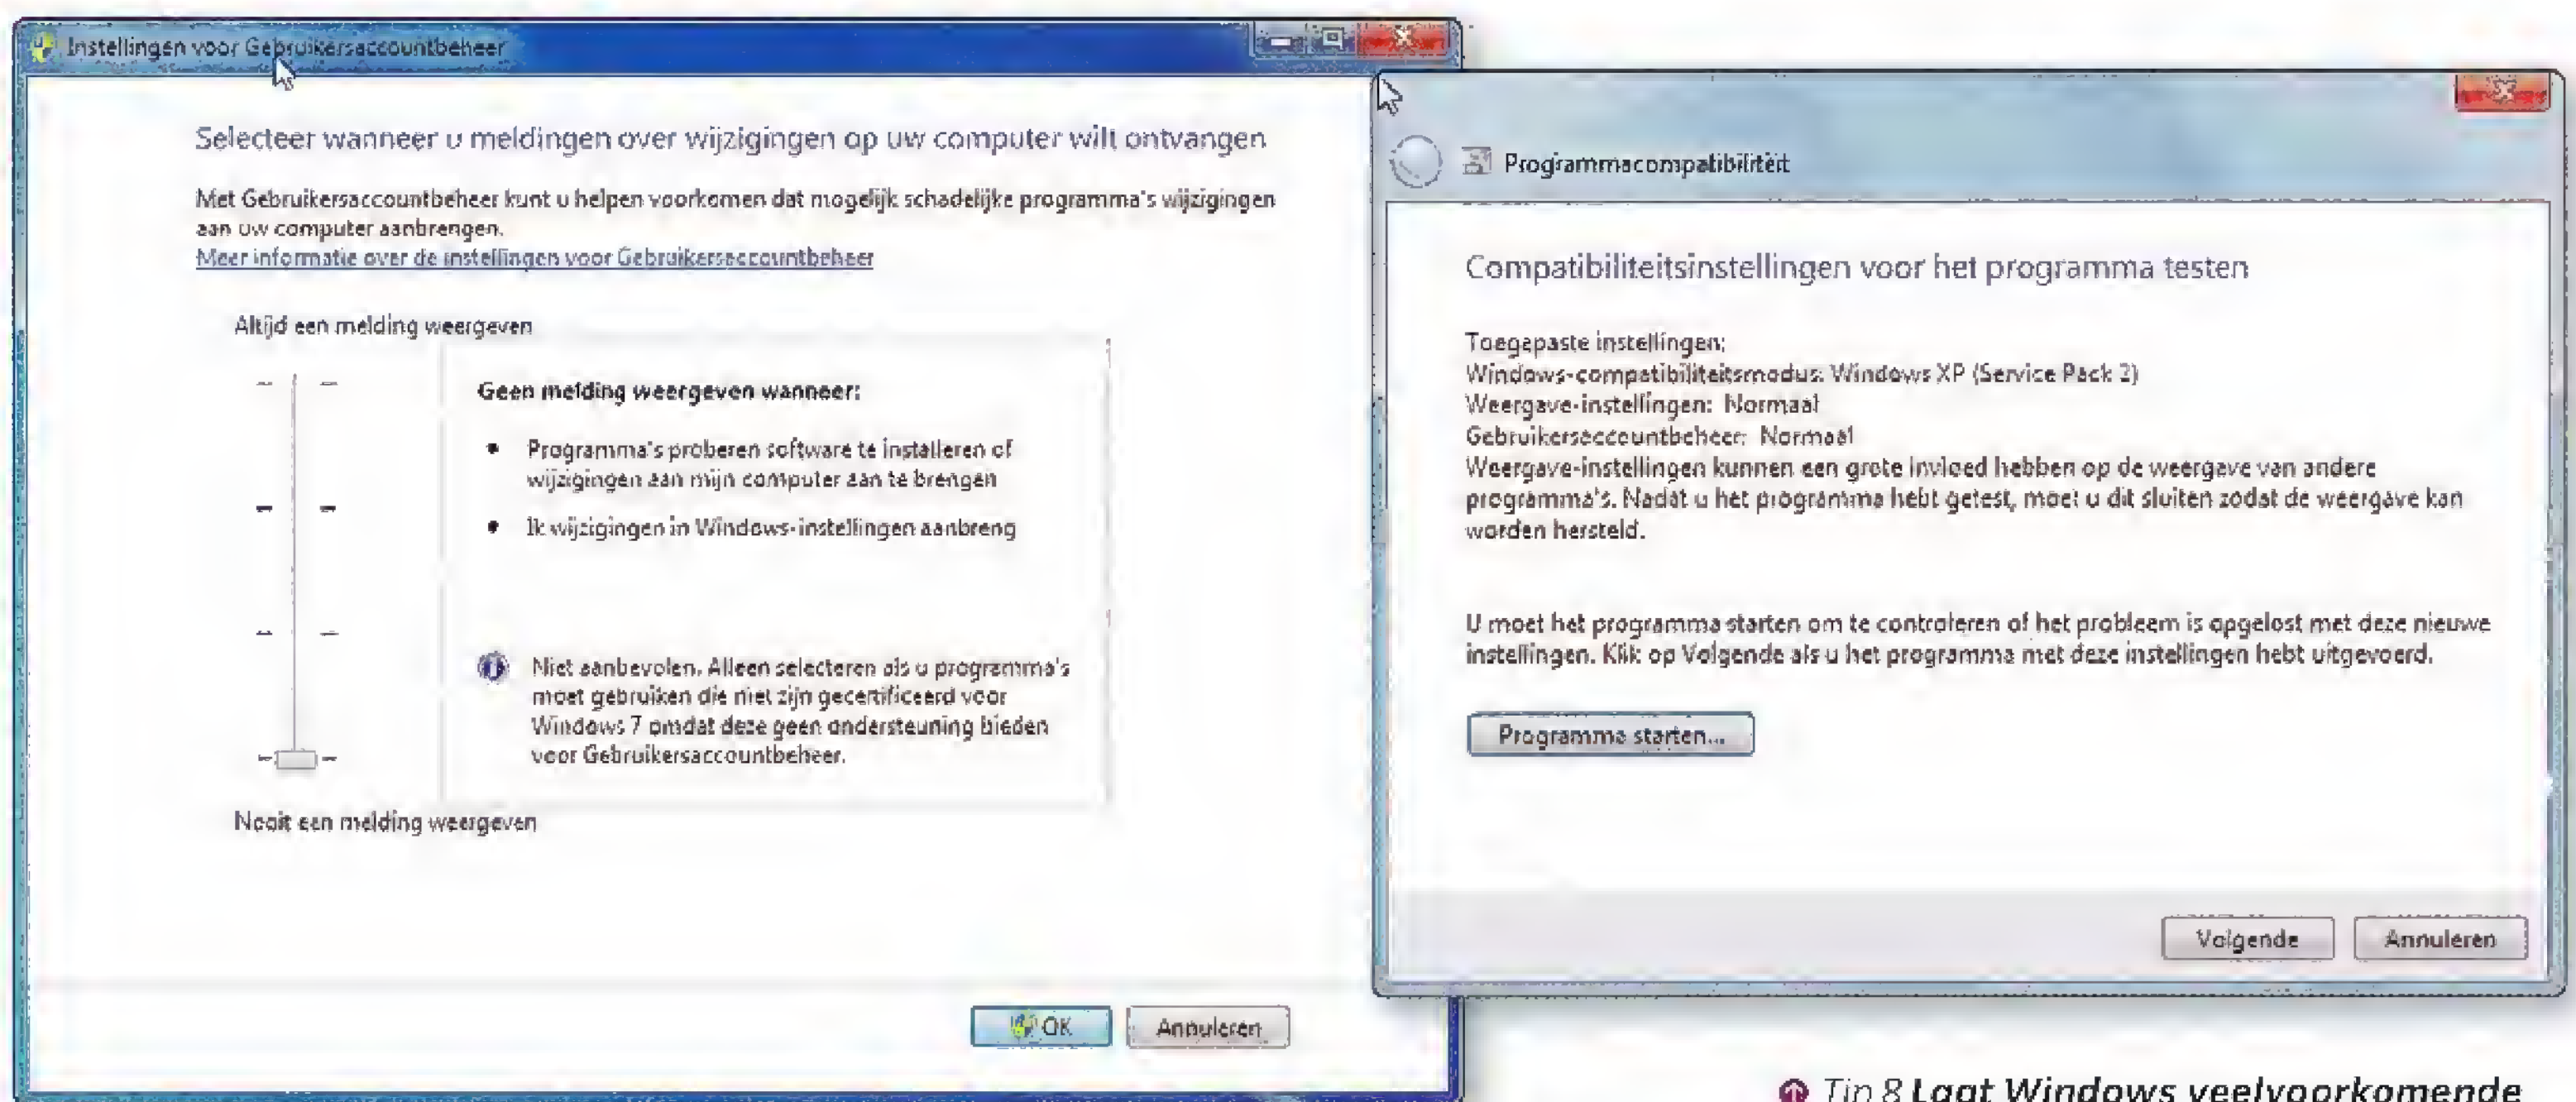 Instellingen voor Gebruikersaccountbeheer
Selecteer wanneer u meldingen over wijzigingen op uw computer wilt ontvangen
Met Gebruikersaccountbeheer kunt u helpen voorkomen dat mogelijk schadelijke programma's wijzigingen
aan uw computer aanbrengen.
Meer informatie over de instellingen voor Gebruikersaccountbeheer
Altijd een melding weergeven
Geen melding weergeven wanneer:
• Programma's proberen software te installeren of
wijzigingen aan mijn computer aan te brengen
• Ik wijzigingen in Windows-instellingen aanbreng
Niet aanbevolen. Alleen selecteren als u programma's
moet gebruiken die niet zijn gecertificeerd voor
Windows 7 omdat deze geen ondersteuning bieden
voor Gebruikersaccountbeheer.
Nooit een melding weergeven
OK
Annuleren
Programmacompatibiliteit
Compatibiliteitsinstellingen voor het programma testen
Toegepaste instellingen:
Windows-compatibiliteitsmodus: Windows XP (Service Pack 2)
Weergave-instellingen: Normaal
Gebruikersaccountbeheer: Normaal
Weergave-instellingen kunnen een grote invloed hebben op de weergave van andere
programma's. Nadat u het programma hebt getest, moet u dit sluiten zodat de weergave kan
worden hersteld.
U moet het programma starten om te controleren of het probleem is opgelost met deze nieuwe
instellingen. Klik op Volgende als u het programma met deze instellingen hebt uitgevoerd.
Programma starten...
Volgende
Annuleren
Tip 8 Laat Windows veelvoorkomende